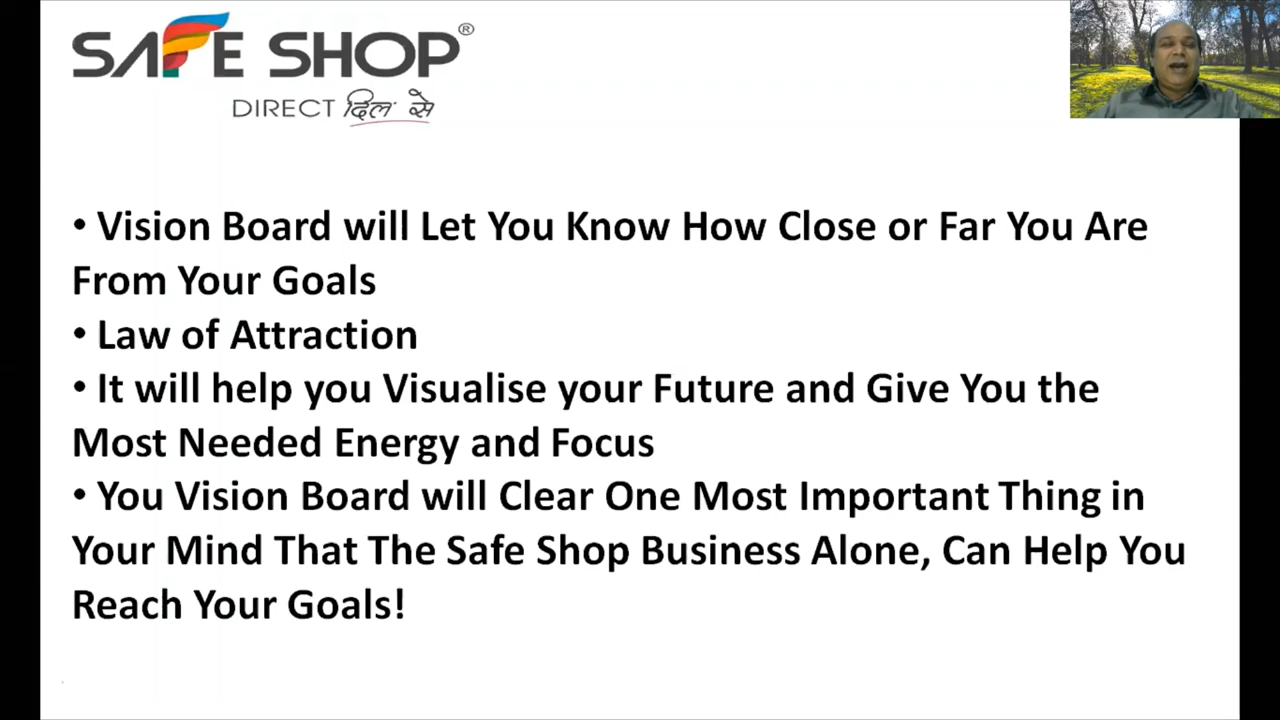 SAFE SHOP®
DIRECT दिल से
• Vision Board will Let You Know How Close or Far You Are
From Your Goals
• Law of Attraction
• It will help you Visualise your Future and Give You the
Most Needed Energy and Focus
• You Vision Board will Clear One Most Important Thing in
Your Mind That The Safe Shop Business Alone, Can Help You
Reach Your Goals!